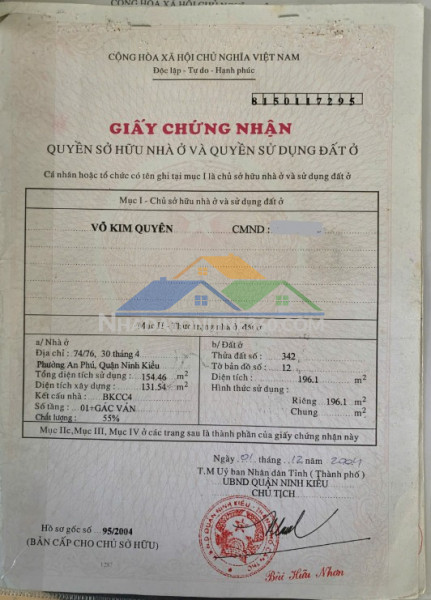 CỘNG HÒA XÃ HỘI CHỦ NGHĨA VIỆT NAM
Độc lập - Tự do - Hạnh phúc
8150117295
GIẤY CHỨNG NHẬN
QUYỀN SỞ HỮU NHÀ Ở VÀ QUYỀN SỬ DỤNG ĐẤT Ở
Cá nhân hoặc tổ chức có tên ghi tại mục I là chủ sở hữu nhà ở và sử dụng đất ở
Mục I - Chủ sở hữu nhà ở và sử dụng đất ở
VÕ KIM QUYÊN CMND :
a/ Nhà ở
Địa chỉ : 74/76, 30 tháng 4
Phường An Phú, Quận Ninh Kiều
Tổng diện tích sử dụng : 154.46 m2
Diện tích xây dựng : 131.54 m2
Kết cấu nhà : BKCC4
Số tầng : 01+GÁC VÁN
Chất lượng : 55%
b/ Đất ở
Thửa đất số : 342
Tờ bản đồ số : 12
Diện tích : 196.1 m2
Hình thức sử dụng :
Riêng 196.1 m2
Chung m2
Mục IIc,Mục III, Mục IV ở các trang sau là thành phần của giấy chứng nhận này
Ngày 01 tháng 12 năm 2004
T.M Uỷ ban Nhân dân Tỉnh ( Thành phố )
UBND QUẬN NINH KIỀU
CHỦ TỊCH
Hồ sơ gốc số 95/2004
(BẢN CẤP CHO CHỦ SỞ HỮU)
Bùi Hữu Nhơn